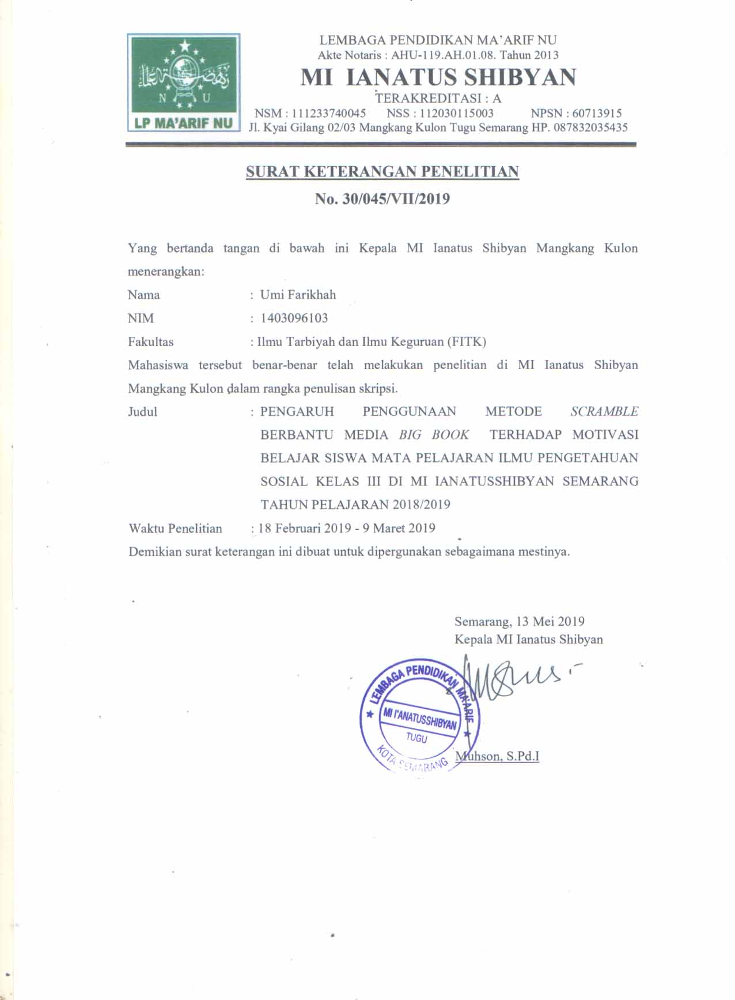 LEMBAGA PENDIDIKAN MA'ARIF NU
Akte Notaris : AHU-119.AH.01.08. Tahun 2013
MI IANATUS SHIBYAN
TERAKREDITASI : A
NSM : 111233740045 NSS : 112030115003 NPSN : 60713915
Jl. Kyai Gilang 02/03 Mangkang Kulon Tugu Semarang HP. 087832035435
N U
LP MA'ARIF NU
SURAT KETERANGAN PENELITIAN
No. 30/045/VII/2019
Yang bertanda tangan di bawah ini Kepala MI Ianatus Shibyan Mangkang Kulon
menerangkan:
Nama : Umi Farikhah
NIM : 1403096103
Fakultas : Ilmu Tarbiyah dan Ilmu Keguruan (FITK)
Mahasiswa tersebut benar-benar telah melakukan penelitian di MI Ianatus Shibyan
Mangkang Kulon dalam rangka penulisan skripsi.
Judul : PENGARUH PENGGUNAAN METODE SCRAMBLE
BERBANTU MEDIA BIG BOOK TERHADAP MOTIVASI
BELAJAR SISWA MATA PELAJARAN ILMU PENGETAHUAN
SOSIAL KELAS III DI MI IANATUSSHIBYAN SEMARANG
TAHUN PELAJARAN 2018/2019
Waktu Penelitian : 18 Februari 2019 - 9 Maret 2019
Demikian surat keterangan ini dibuat untuk dipergunakan sebagaimana mestinya.
Semarang, 13 Mei 2019
Kepala MI Ianatus Shibyan
LEMBAGA PENDIDIKAN MA'ARIF
MI I'ANATUSSHIBYAN
TUGU
KOTA SEMARANG
Muhson, S.Pd.I